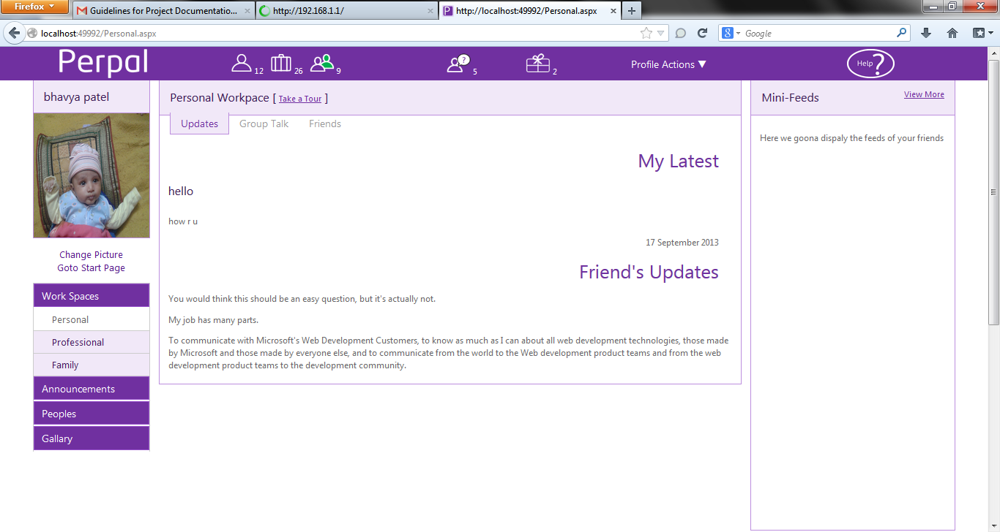 Firefox
Guidelines for Project Documentatio...
http://192.168.1.1/
http://localhost:49992/Personal.aspx
localhost:49992/Personal.aspx
Google
Perpal
12
26
9
?
5
2
Profile Actions ▼
Help ?
bhavya patel
Change Picture
Goto Start Page
Work Spaces
Personal
Professional
Family
Announcements
Peoples
Gallary
Personal Workpace [ Take a Tour ]
Updates
Group Talk
Friends
My Latest
hello
how r u
17 September 2013
Friend's Updates
You would think this should be an easy question, but it's actually not.
My job has many parts.
To communicate with Microsoft's Web Development Customers, to know as much as I can about all web development technologies, those made
by Microsoft and those made by everyone else, and to communicate from the world to the Web development product teams and from the web
development product teams to the development community.
Mini-Feeds
View More
Here we goona dispaly the feeds of your friends